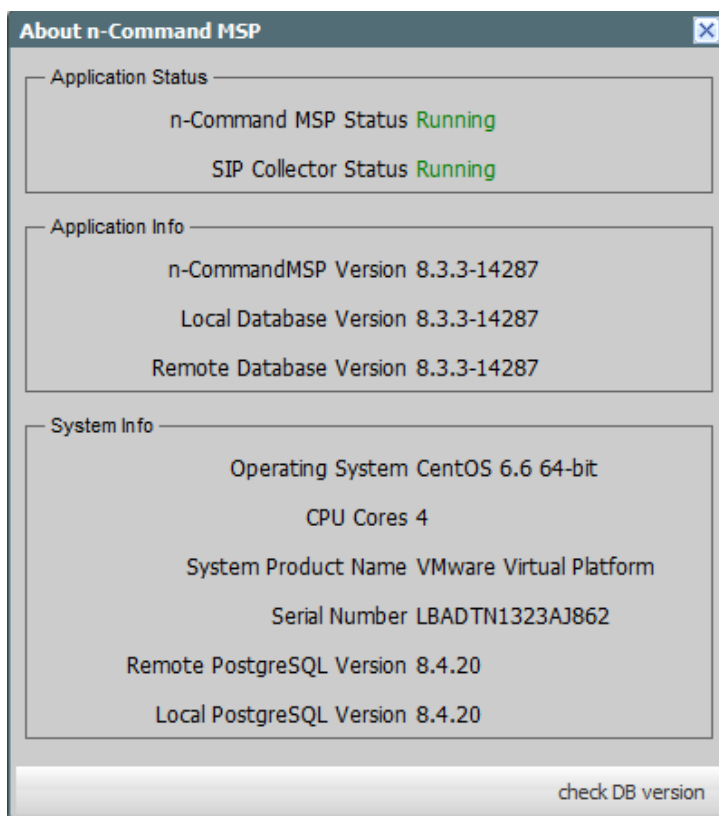 About n-Command MSP
Application Status
n-Command MSP Status Running
SIP Collector Status Running
Application Info
n-CommandMSP Version 8.3.3-14287
Local Database Version 8.3.3-14287
Remote Database Version 8.3.3-14287
System Info
Operating System CentOS 6.6 64-bit
CPU Cores 4
System Product Name VMware Virtual Platform
Serial Number LBADTN1323AJ862
Remote PostgreSQL Version 8.4.20
Local PostgreSQL Version 8.4.20
check DB version